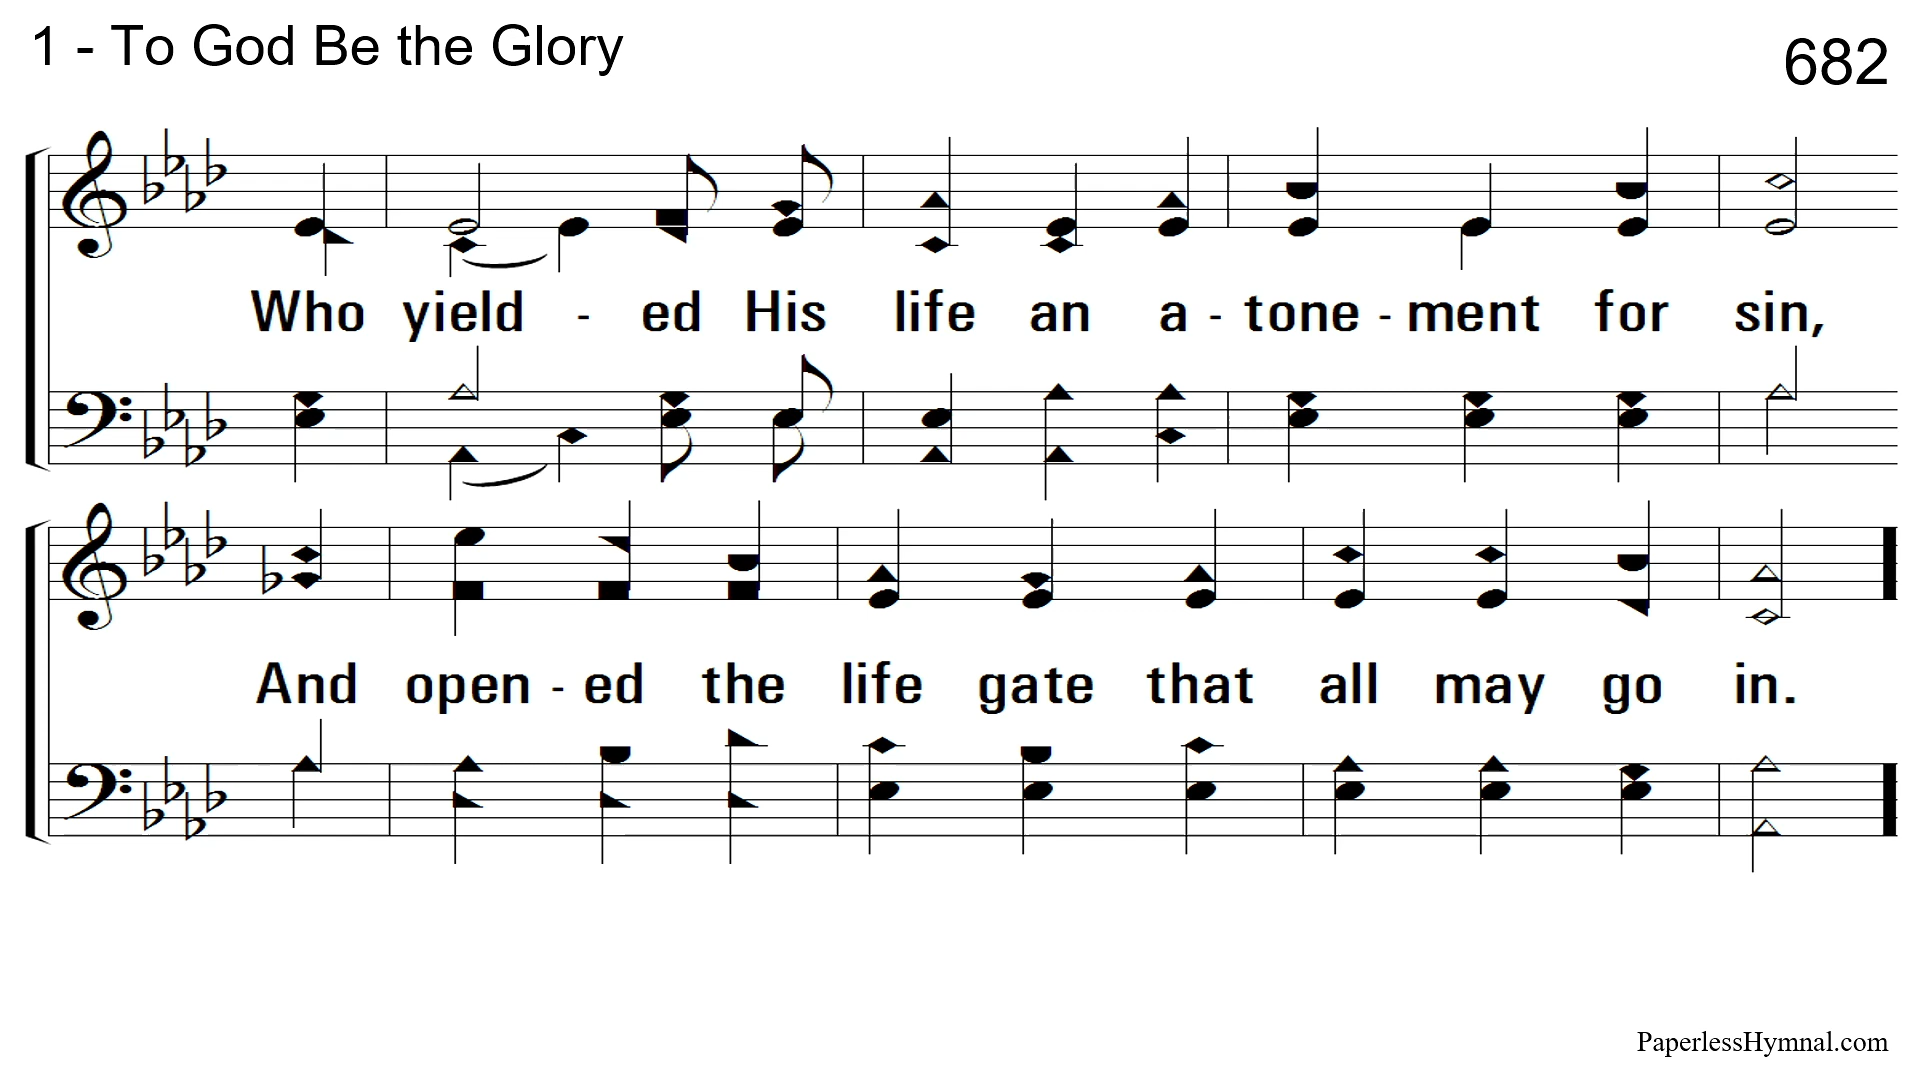 1 - To God Be the Glory
682
Who yield - ed His life an a - tone - ment for sin,
And open - ed the life gate that all may go in.
PaperlessHymnal.com